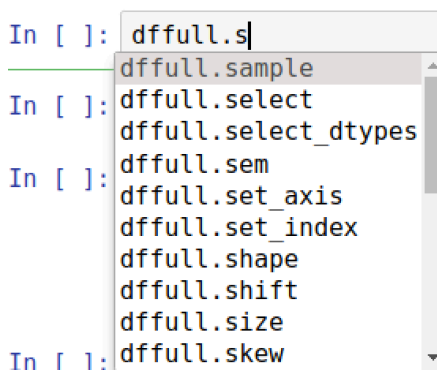 In [ ]: dffull.s
dffull.sample
In [ ]: dffull.select
dffull.select_dtypes
In [ ]: dffull.sem
dffull.set_axis
dffull.set_index
dffull.shape
dffull.shift
dffull.size
In [ ]: dffull.skew